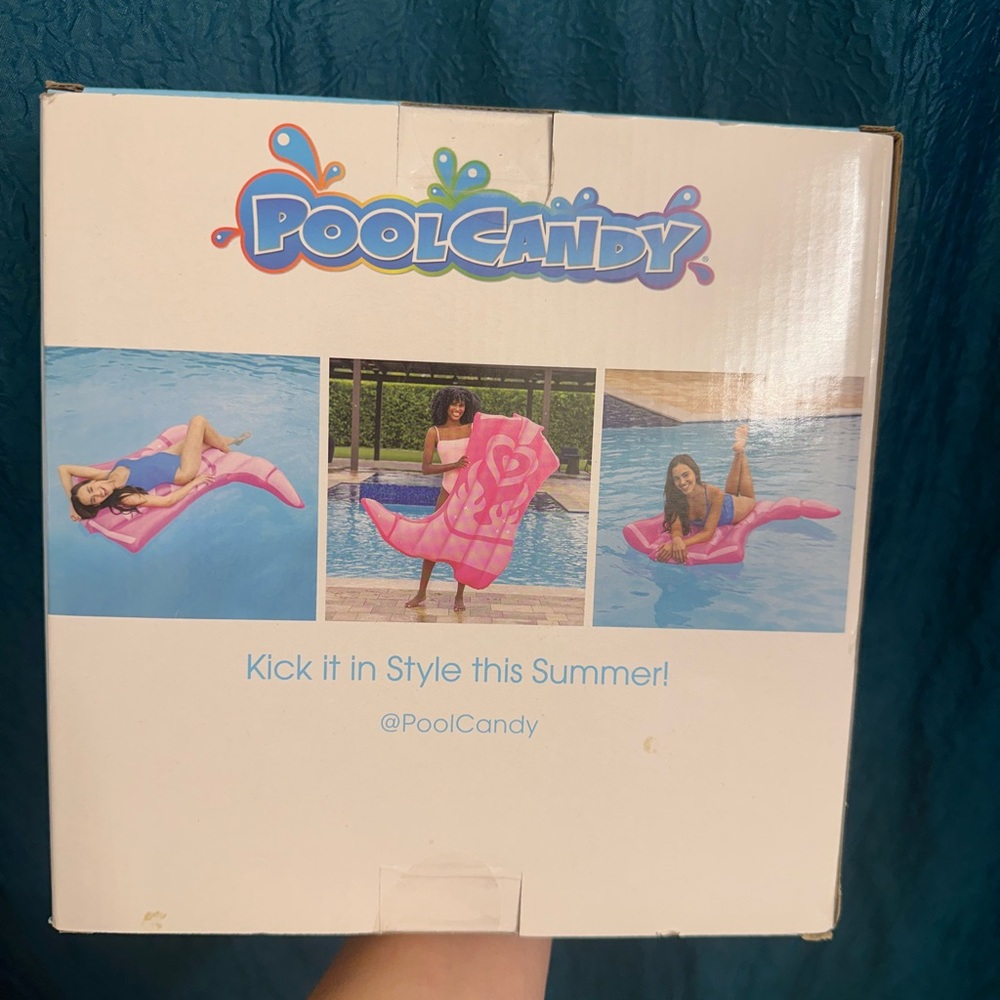 POOLCANDY
Kick it in Style this Summer!
@PoolCandy